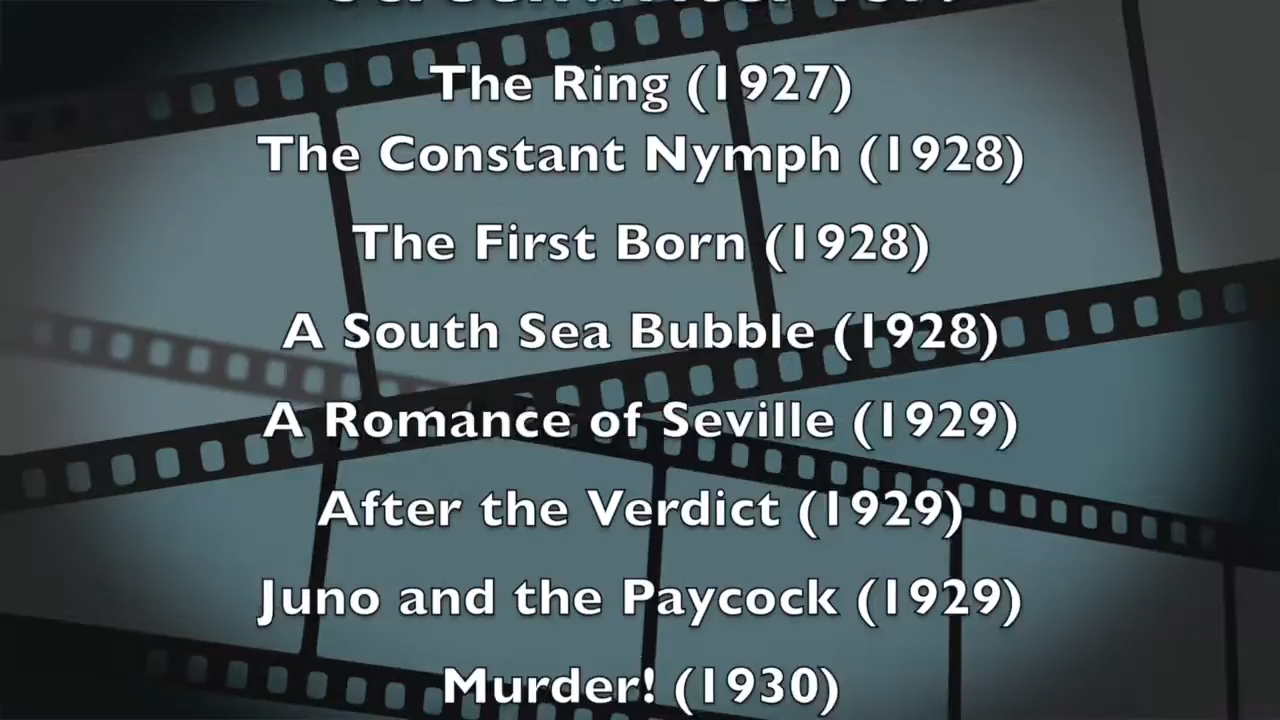 The Ring (1927)
The Constant Nymph (1928)
The First Born (1928)
A South Sea Bubble (1928)
A Romance of Seville (1929)
After the Verdict (1929)
Juno and the Paycock (1929)
Murder! (1930)